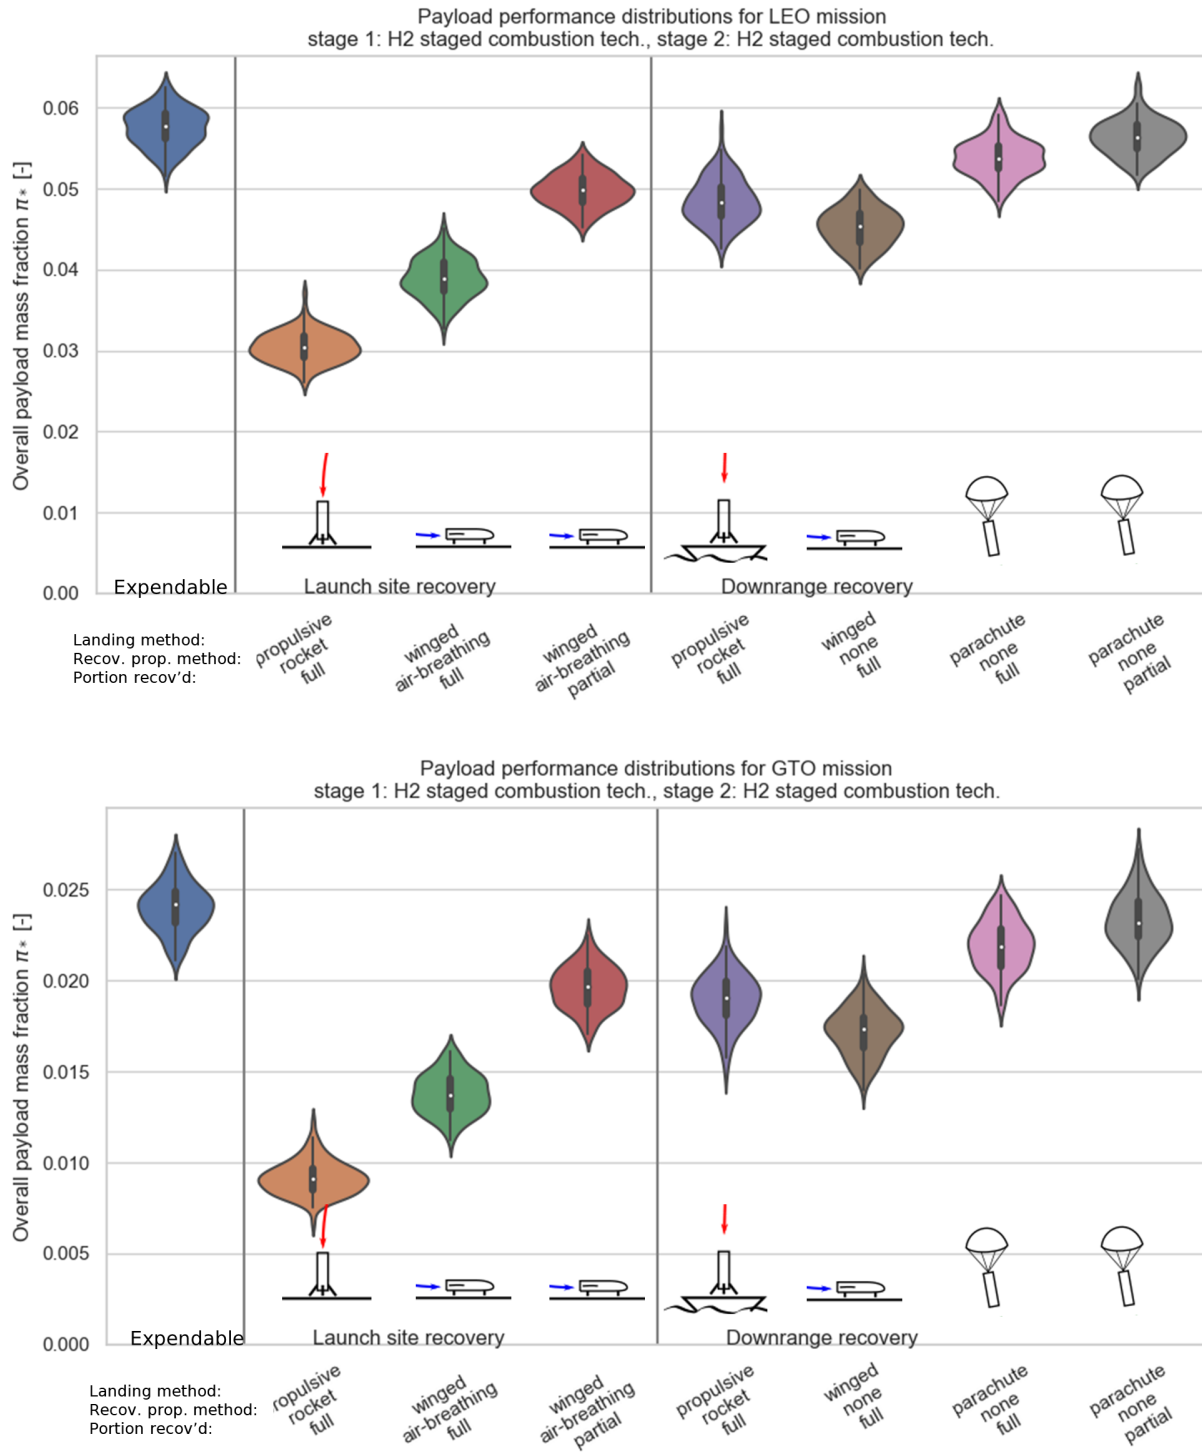 Payload performance distributions for LEO mission
stage 1: H2 staged combustion tech., stage 2: H2 staged combustion tech.
Overall payload mass fraction π* [-]
0.06
0.05
0.04
0.03
0.02
0.01
0.00
Expendable
Launch site recovery
Downrange recovery
Landing method:
Recov. prop. method:
Portion recov’d:
propulsive
rocket
full
winged
air-breathing
full
winged
air-breathing
partial
propulsive
rocket
full
winged
none
full
parachute
none
full
parachute
none
partial
Payload performance distributions for GTO mission
stage 1: H2 staged combustion tech., stage 2: H2 staged combustion tech.
Overall payload mass fraction π* [-]
0.025
0.020
0.015
0.010
0.005
0.000
Expendable
Launch site recovery
Downrange recovery
Landing method:
Recov. prop. method:
Portion recov’d:
ropulsive
rocket
full
winged
air-breathing
full
winged
air-breathing
partial
propulsive
rocket
full
winged
none
full
parachute
none
full
parachute
none
partial